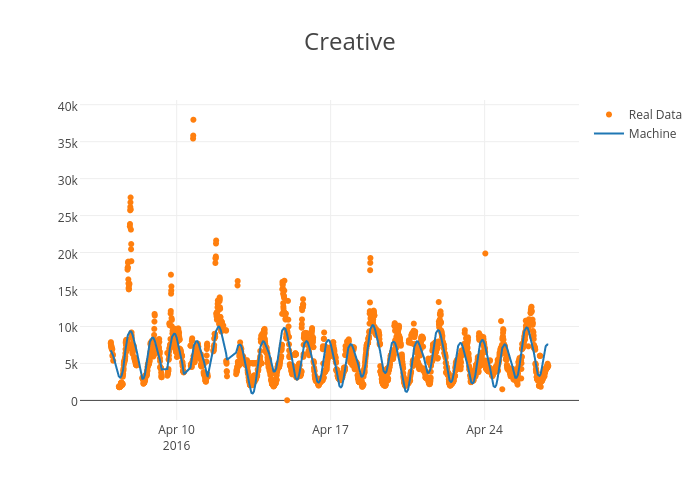 Creative
40k
35k
30k
25k
20k
15k
10k
5k
0
Apr 10
2016
Apr 17
Apr 24
Real Data
Machine